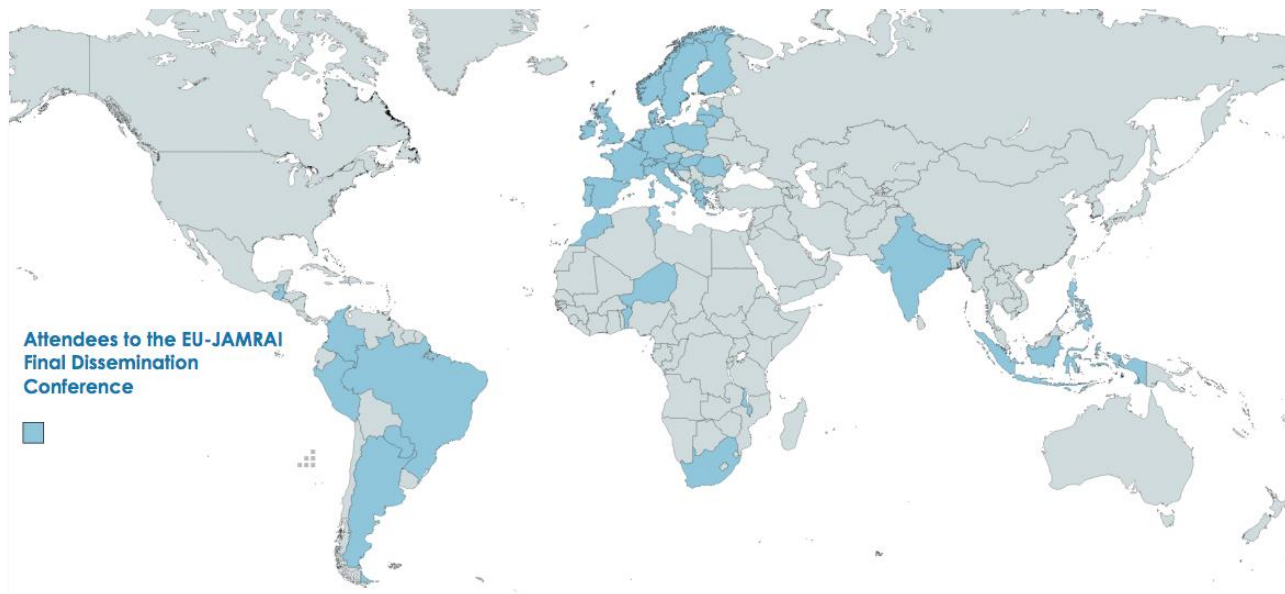 Attendees to the EU-JAMRAI
Final Dissemination
Conference